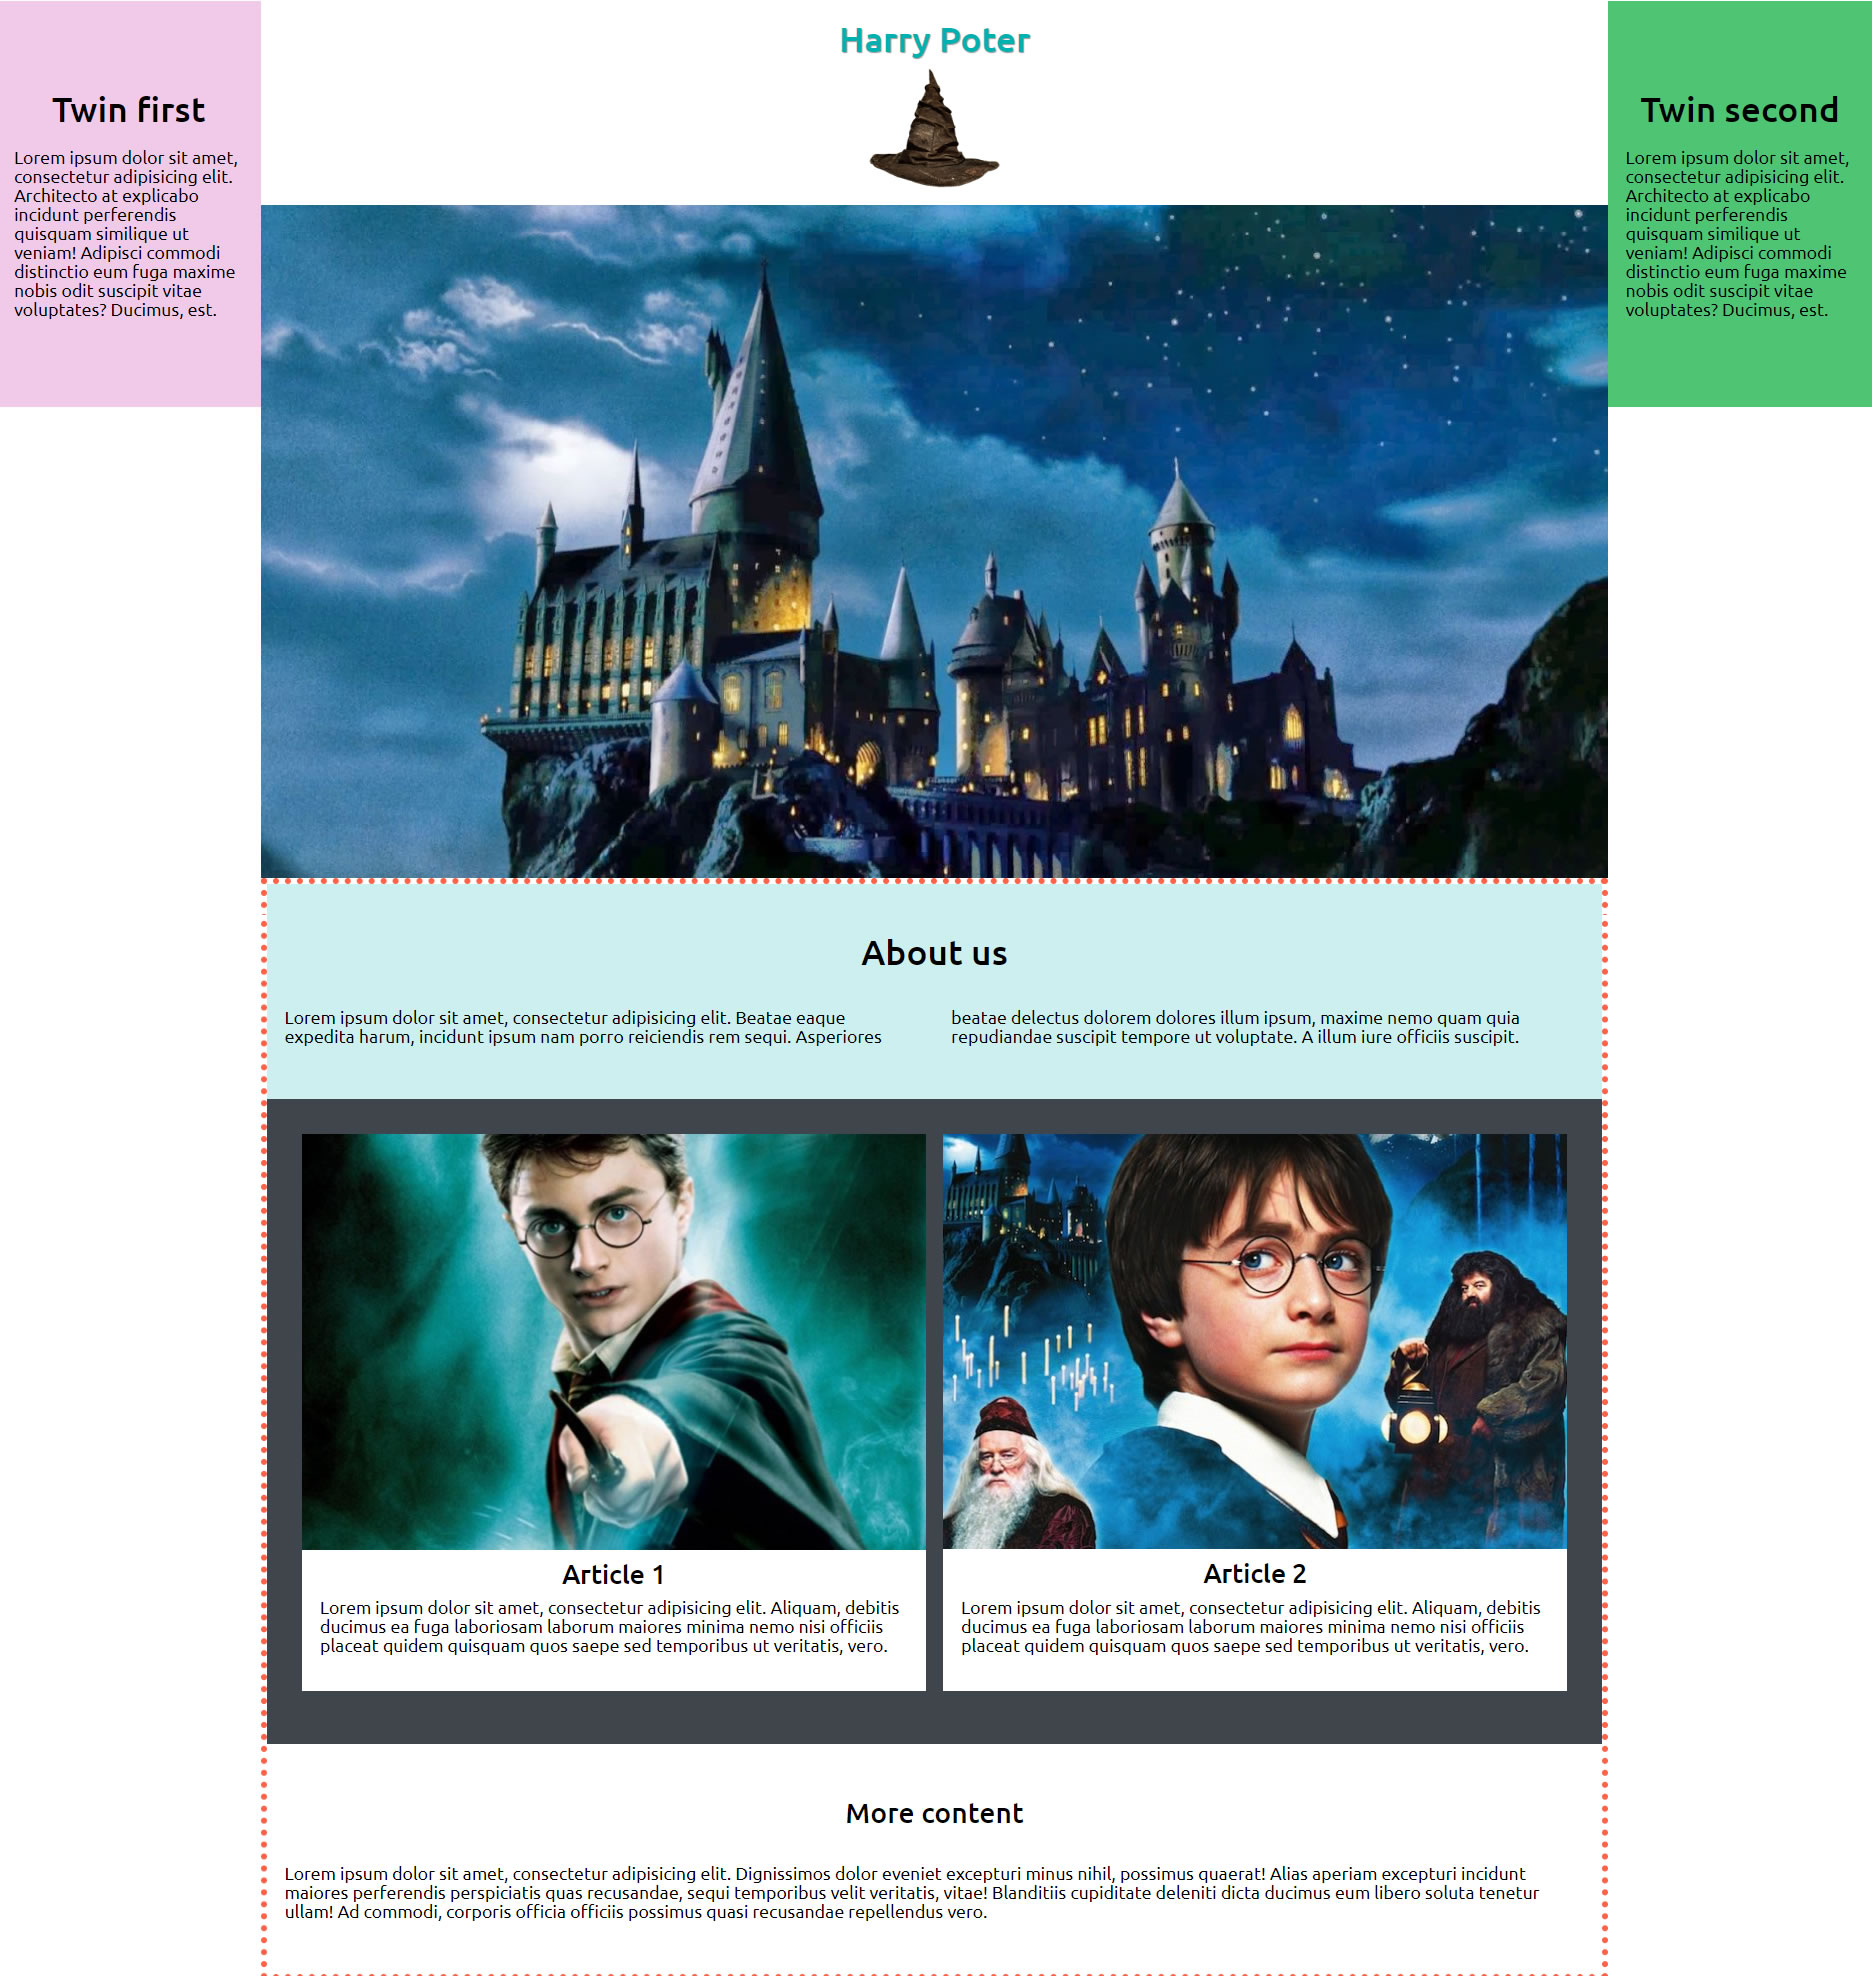 Harry Poter
Twin first
Lorem ipsum dolor sit amet,
consectetur adipisicing elit.
Architecto at explicabo
incidunt perferendis
quisquam similique ut
veniam! Adipisci commodi
distinctio eum fuga maxime
nobis odit suscipit vitae
voluptates? Ducimus, est.
Twin second
Lorem ipsum dolor sit amet,
consectetur adipisicing elit.
Architecto at explicabo
incidunt perferendis
quisquam similique ut
veniam! Adipisci commodi
distinctio eum fuga maxime
nobis odit suscipit vitae
voluptates? Ducimus, est.
About us
Lorem ipsum dolor sit amet, consectetur adipisicing elit. Beatae eaque
expedita harum, incidunt ipsum nam porro reiciendis rem sequi. Asperiores
beatae delectus dolorem dolores illum ipsum, maxime nemo quam quia
repudiandae suscipit tempore ut voluptate. A illum iure officiis suscipit.
Article 1
Lorem ipsum dolor sit amet, consectetur adipisicing elit. Aliquam, debitis
ducimus ea fuga laboriosam laborum maiores minima nemo nisi officiis
placeat quidem quisquam quos saepe sed temporibus ut veritatis, vero.
Article 2
Lorem ipsum dolor sit amet, consectetur adipisicing elit. Aliquam, debitis
ducimus ea fuga laboriosam laborum maiores minima nemo nisi officiis
placeat quidem quisquam quos saepe sed temporibus ut veritatis, vero.
More content
Lorem ipsum dolor sit amet, consectetur adipisicing elit. Dignissimos dolor eveniet excepturi minus nihil, possimus quaerat! Alias aperiam excepturi incidunt
maiores perferendis perspiciatis quas recusandae, sequi temporibus velit veritatis, vitae! Blanditiis cupiditate deleniti dicta ducimus eum libero soluta tenetur
ullam! Ad commodi, corporis officia officiis possimus quasi recusandae repellendus vero.